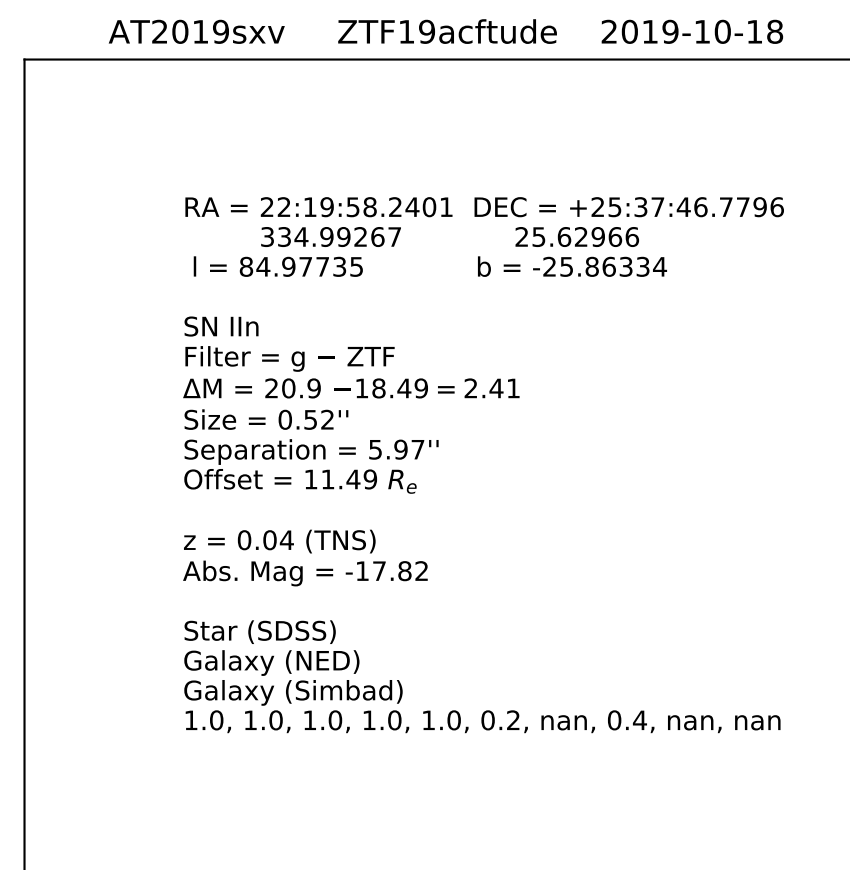 AT2019sxv ZTF19acftude 2019-10-18
RA = 22:19:58.2401 DEC = +25:37:46.7796
334.99267 25.62966
l = 84.97735 b = -25.86334
SN IIn
Filter = g − ZTF
ΔM = 20.9 −18.49 = 2.41
Size = 0.52''
Separation = 5.97''
Offset = 11.49 Rₑ
z = 0.04 (TNS)
Abs. Mag = -17.82
Star (SDSS)
Galaxy (NED)
Galaxy (Simbad)
1.0, 1.0, 1.0, 1.0, 1.0, 0.2, nan, 0.4, nan, nan